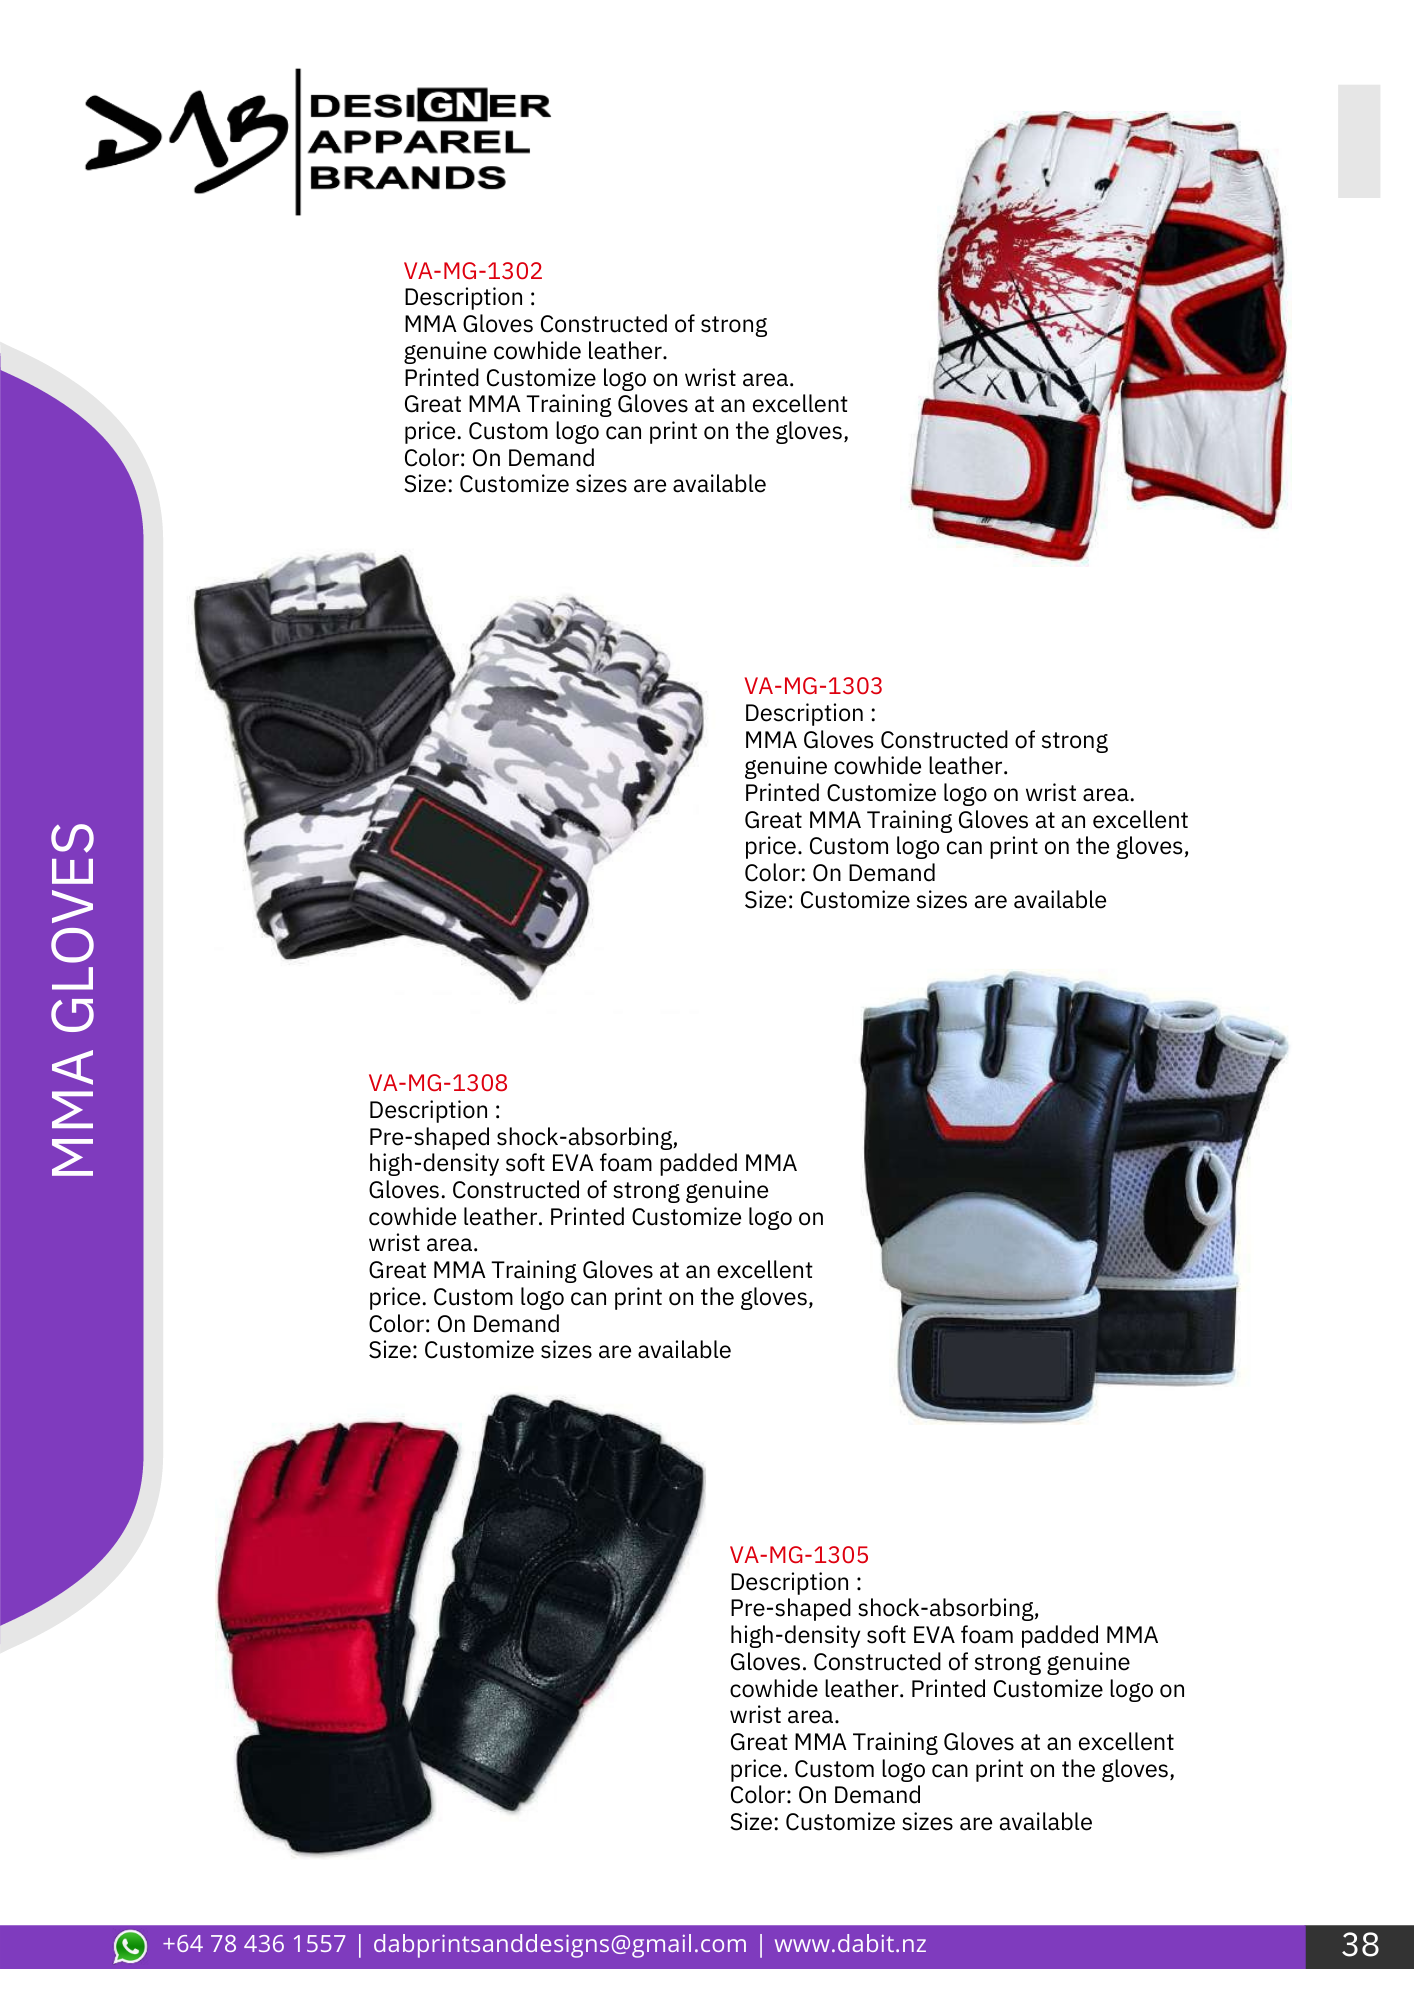 DAB
DESIGNER
APPAREL
BRANDS
VA-MG-1302
Description :
MMA Gloves Constructed of strong
genuine cowhide leather.
Printed Customize logo on wrist area.
Great MMA Training Gloves at an excellent
price. Custom logo can print on the gloves,
Color: On Demand
Size: Customize sizes are available
VA-MG-1303
Description :
MMA Gloves Constructed of strong
genuine cowhide leather.
Printed Customize logo on wrist area.
Great MMA Training Gloves at an excellent
price. Custom logo can print on the gloves,
Color: On Demand
Size: Customize sizes are available
MMA GLOVES
VA-MG-1308
Description :
Pre-shaped shock-absorbing,
high-density soft EVA foam padded MMA
Gloves. Constructed of strong genuine
cowhide leather. Printed Customize logo on
wrist area.
Great MMA Training Gloves at an excellent
price. Custom logo can print on the gloves,
Color: On Demand
Size: Customize sizes are available
VA-MG-1305
Description :
Pre-shaped shock-absorbing,
high-density soft EVA foam padded MMA
Gloves. Constructed of strong genuine
cowhide leather. Printed Customize logo on
wrist area.
Great MMA Training Gloves at an excellent
price. Custom logo can print on the gloves,
Color: On Demand
Size: Customize sizes are available
+64 78 436 1557 | dabprintsanddesigns@gmail.com | www.dabit.nz
38